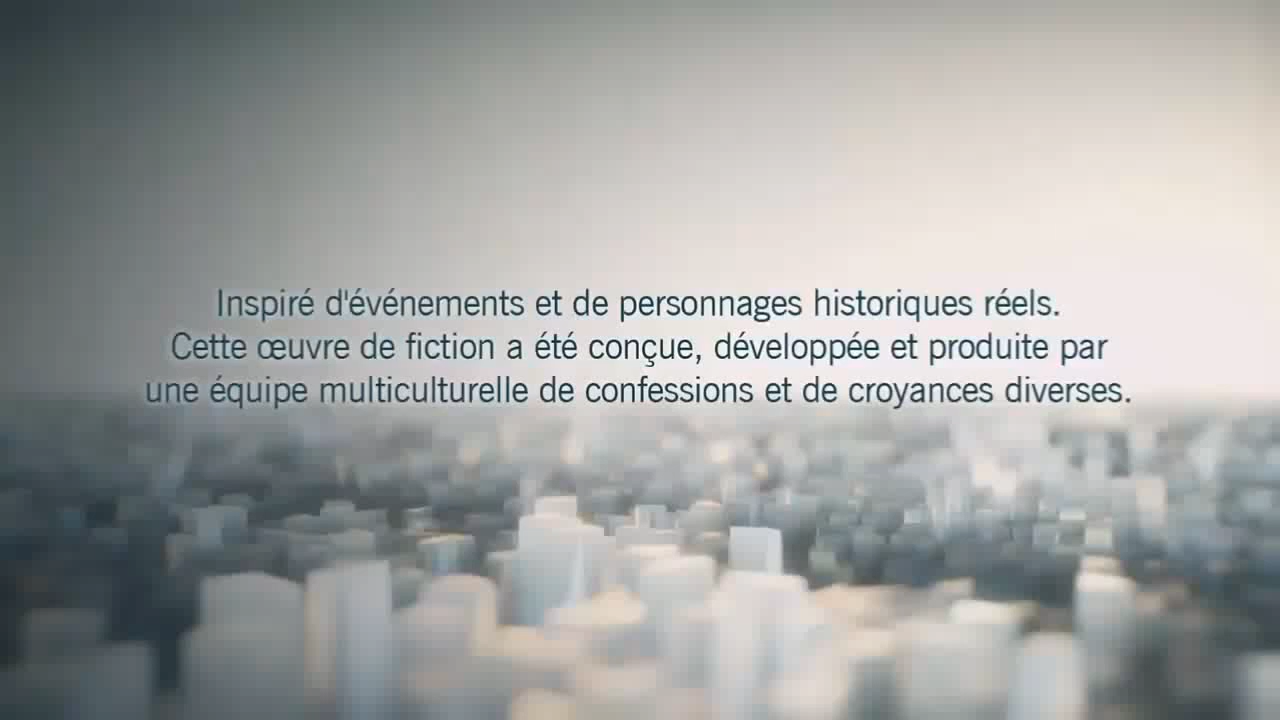 Inspiré d'événements et de personnages historiques réels.
Cette œuvre de fiction a été conçue, développée et produite par
une équipe multiculturelle de confessions et de croyances diverses.